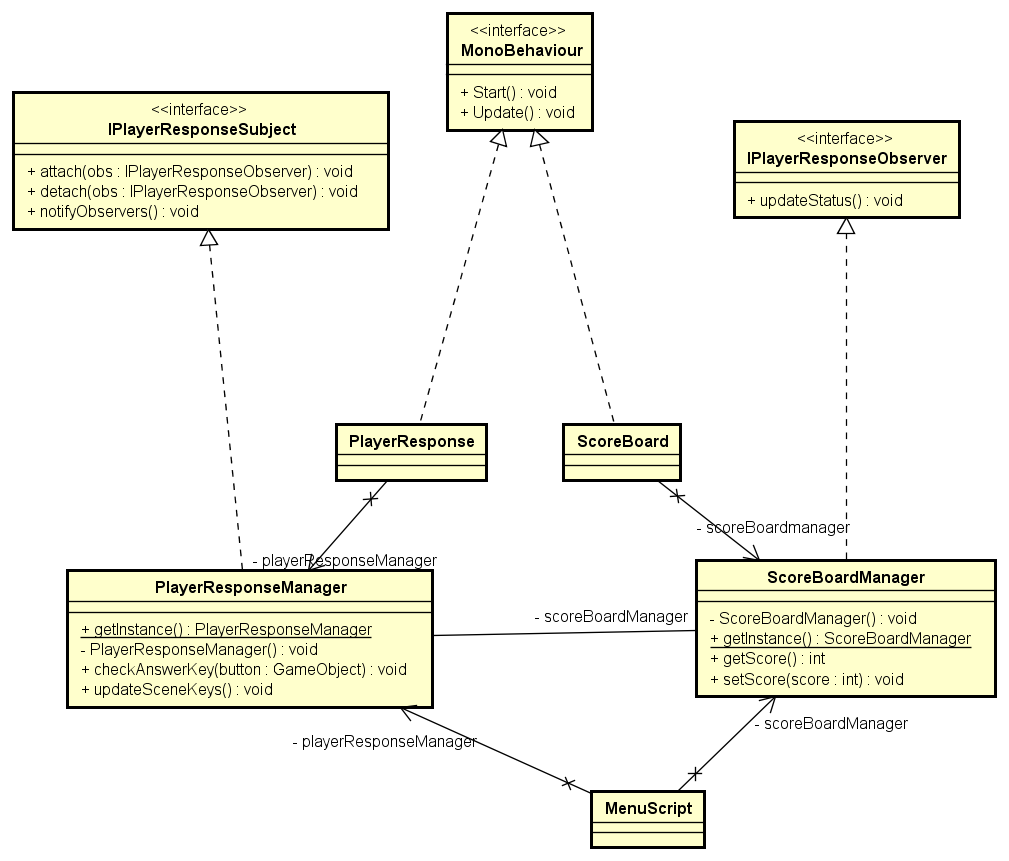 <<interface>>
MonoBehaviour
+ Start() : void
+ Update() : void
<<interface>>
IPlayerResponseSubject
+ attach(obs : IPlayerResponseObserver) : void
+ detach(obs : IPlayerResponseObserver) : void
+ notifyObservers() : void
<<interface>>
IPlayerResponseObserver
+ updateStatus() : void
PlayerResponse
ScoreBoard
- scoreBoardmanager
- playerResponseManager
PlayerResponseManager
+ getInstance() : PlayerResponseManager
- PlayerResponseManager() : void
+ checkAnswerKey(button : GameObject) : void
+ updateSceneKeys() : void
- scoreBoardManager
ScoreBoardManager
- ScoreBoardManager() : void
+ getInstance() : ScoreBoardManager
+ getScore() : int
+ setScore(score : int) : void
- scoreBoardManager
- playerResponseManager
MenuScript